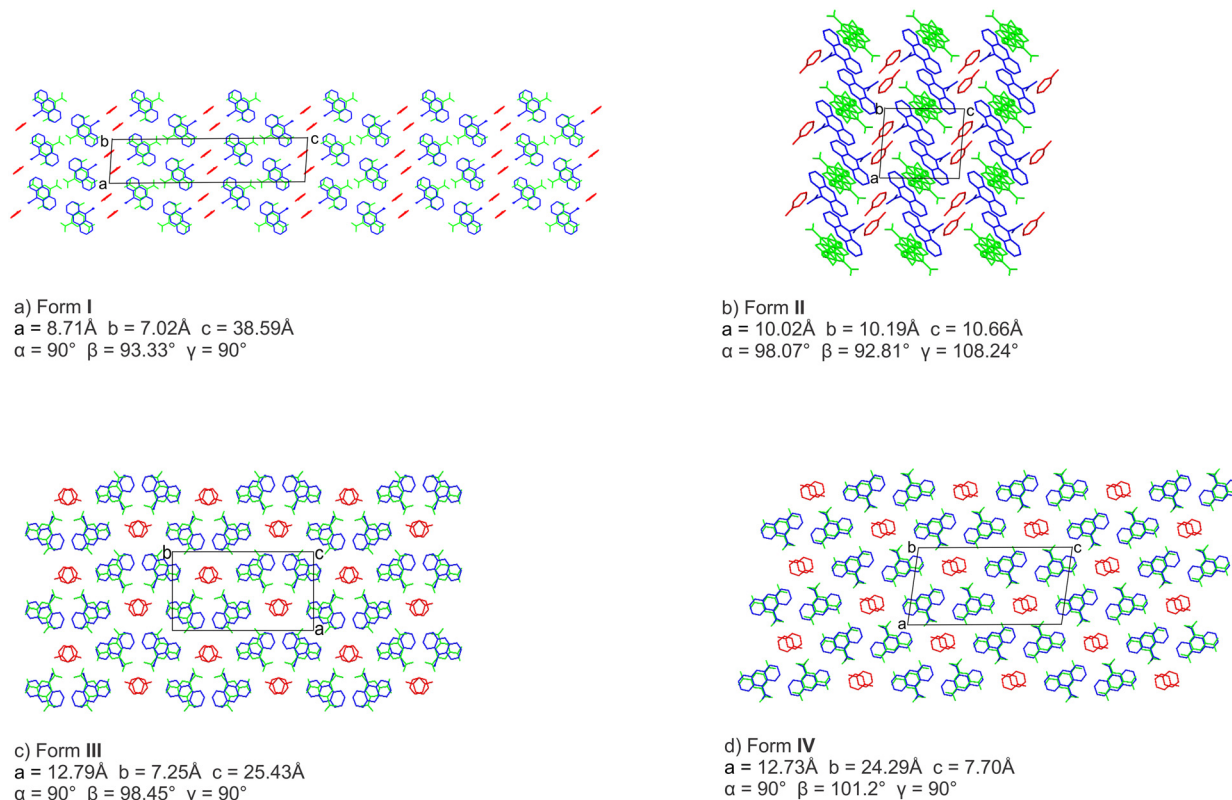 b
c
a
b
c
a
a) Form I
a = 8.71Å b = 7.02Å c = 38.59Å
α = 90° β = 93.33° γ = 90°
b) Form II
a = 10.02Å b = 10.19Å c = 10.66Å
α = 98.07° β = 92.81° γ = 108.24°
b
c
a
b
c
a
c) Form III
a = 12.79Å b = 7.25Å c = 25.43Å
α = 90° β = 98.45° γ = 90°
d) Form IV
a = 12.73Å b = 24.29Å c = 7.70Å
α = 90° β = 101.2° γ = 90°